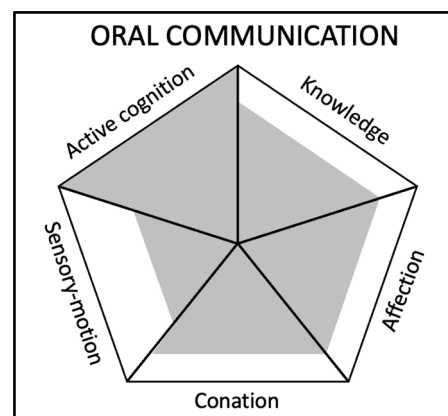 ORAL COMMUNICATION
Active cognition
Knowledge
Sensory-motion
Affection
Conation